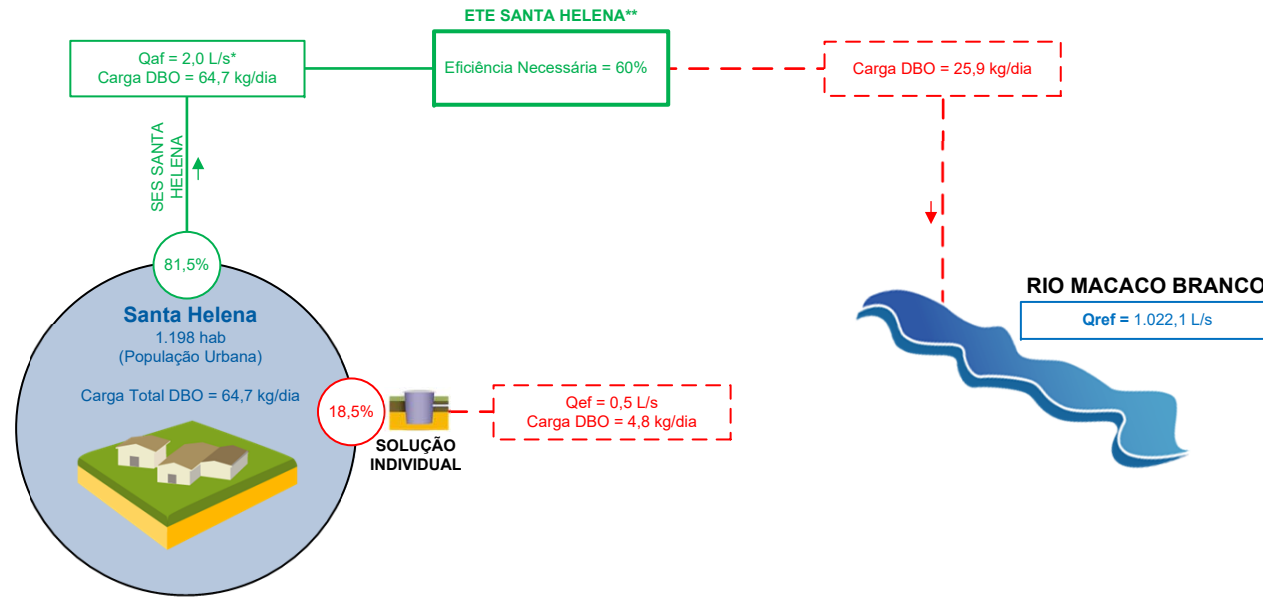 ETE SANTA HELENA**
Qaf = 2,0 L/s*
Carga DBO = 64,7 kg/dia
Eficiência Necessária = 60%
Carga DBO = 25,9 kg/dia
SES SANTA
HELENA
81,5%
Santa Helena
1.198 hab
(População Urbana)
Carga Total DBO = 64,7 kg/dia
18,5%
SOLUÇÃO
INDIVIDUAL
Qef = 0,5 L/s
Carga DBO = 4,8 kg/dia
RIO MACACO BRANCO
Qref = 1.022,1 L/s